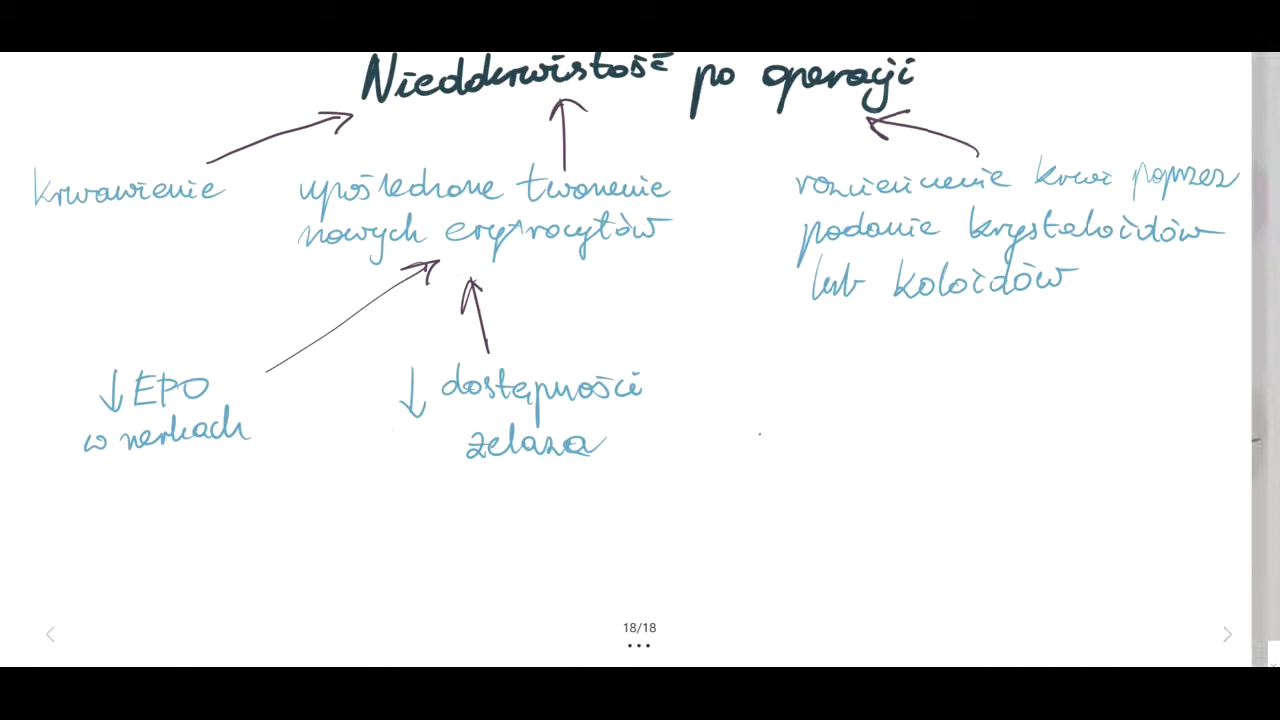 Niedokrwistość po operacji
krwawienie
upośledzone tworzenie
nowych erytrocytów
rozcieńczenie krwi poprzez
podanie krystaloidów
lub koloidów
↓ EPO
w nerkach
↓ dostępności
żelaza
18/18